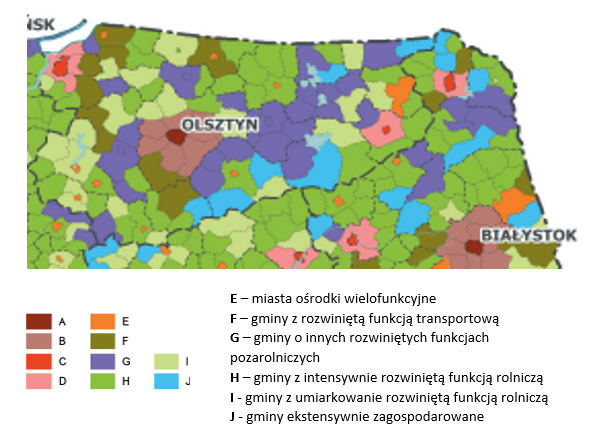 ŃSK
OLSZTYN
BIAŁYSTOK
A
B
C
D
E
F
G
H
I
J
E – miasta ośrodki wielofunkcyjne
F – gminy z rozwiniętą funkcją transportową
G – gminy o innych rozwiniętych funkcjach
pozarolniczych
H – gminy z intensywnie rozwiniętą funkcją rolniczą
I - gminy z umiarkowanie rozwiniętą funkcją rolniczą
J - gminy ekstensywnie zagospodarowane